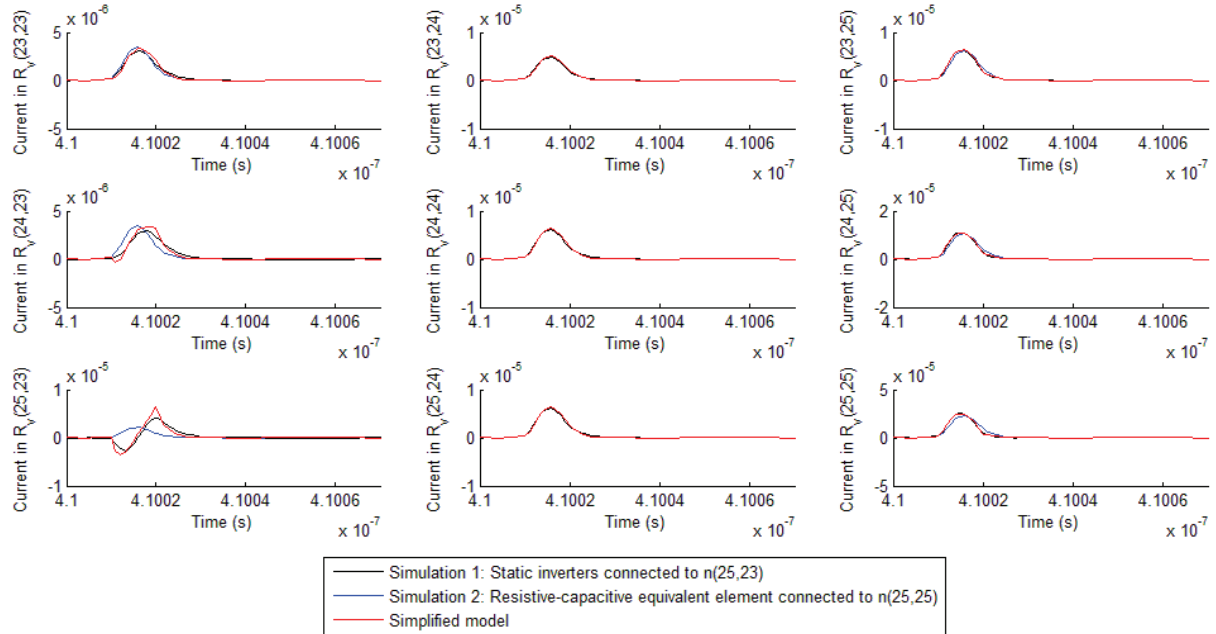 x 10^-6
x 10^-5
x 10^-5
Current in R_v(23,23)
5
0
-5
Current in R_v(23,24)
1
0
-1
Current in R_v(23,25)
1
0
-1
4.1 4.1002 4.1004 4.1006
4.1 4.1002 4.1004 4.1006
4.1 4.1002 4.1004 4.1006
Time (s)
Time (s)
Time (s)
x 10^-7
x 10^-7
x 10^-7
x 10^-6
x 10^-5
x 10^-5
Current in R_v(24,23)
5
0
-5
Current in R_v(24,24)
1
0
-1
Current in R_v(24,25)
2
0
-2
4.1 4.1002 4.1004 4.1006
4.1 4.1002 4.1004 4.1006
4.1 4.1002 4.1004 4.1006
Time (s)
Time (s)
Time (s)
x 10^-7
x 10^-7
x 10^-7
x 10^-5
x 10^-5
x 10^-5
Current in R_v(25,23)
1
0
-1
Current in R_v(25,24)
1
0
-1
Current in R_v(25,25)
5
0
-5
4.1 4.1002 4.1004 4.1006
4.1 4.1002 4.1004 4.1006
4.1 4.1002 4.1004 4.1006
Time (s)
Time (s)
Time (s)
x 10^-7
x 10^-7
x 10^-7
Simulation 1: Static inverters connected to n(25,23)
Simulation 2: Resistive-capacitive equivalent element connected to n(25,25)
Simplified model